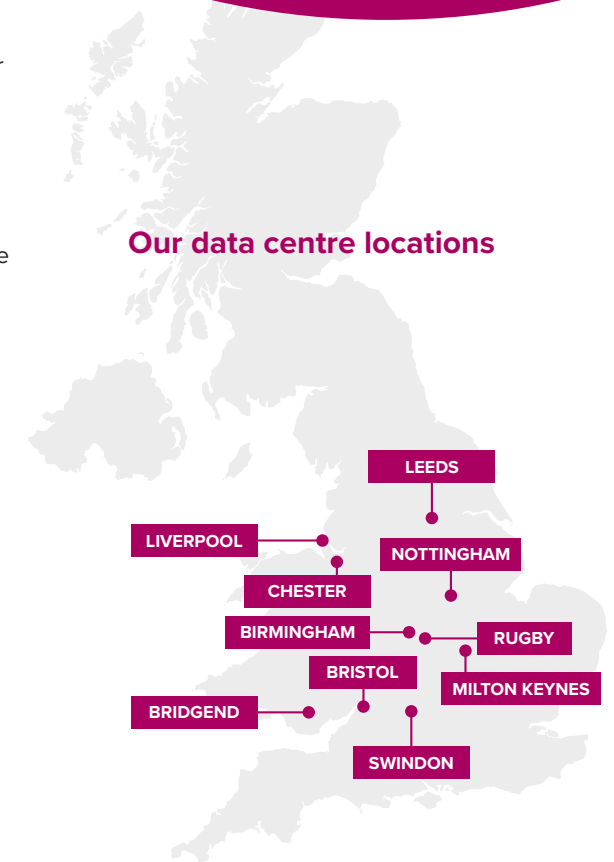 r
e
Our data centre locations
LEEDS
LIVERPOOL
NOTTINGHAM
CHESTER
BIRMINGHAM
RUGBY
BRISTOL
MILTON KEYNES
BRIDGEND
SWINDON